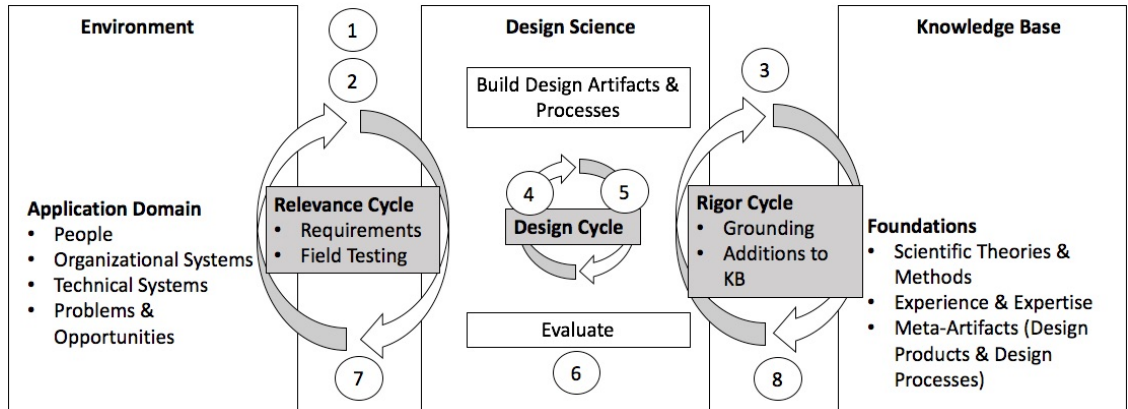 Environment
Design Science
Knowledge Base
1
2
3
Build Design Artifacts &
Processes
4
5
Application Domain
• People
• Organizational Systems
• Technical Systems
• Problems &
Opportunities
Relevance Cycle
• Requirements
• Field Testing
Design Cycle
Rigor Cycle
• Grounding
• Additions to
KB
Foundations
• Scientific Theories &
Methods
• Experience & Expertise
• Meta-Artifacts (Design
Products & Design
Processes)
Evaluate
7
6
8